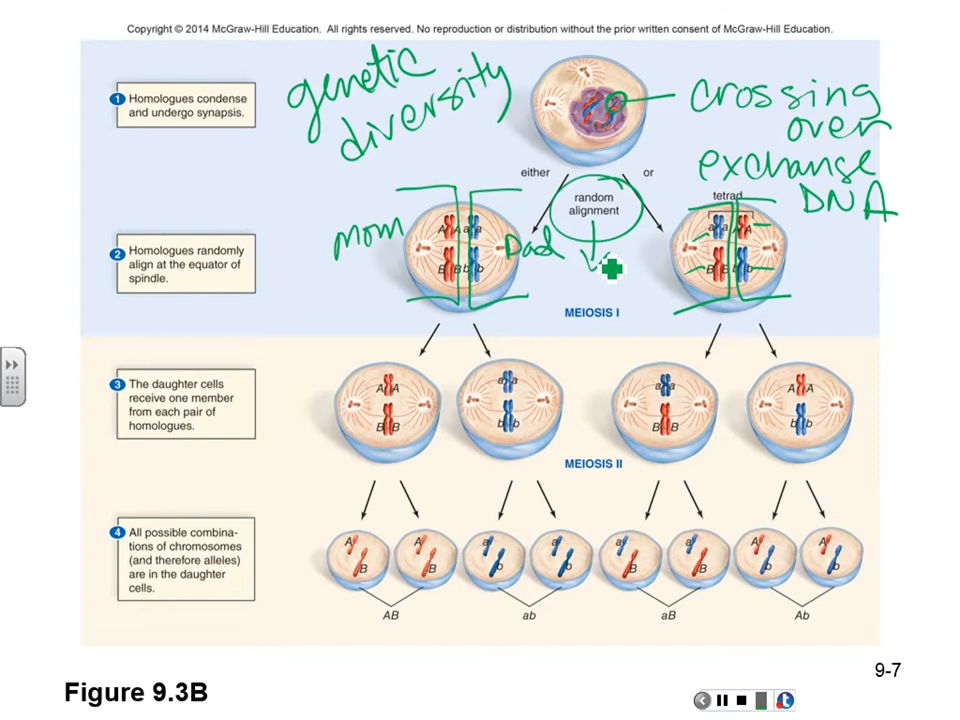 Copyright © 2014 McGraw-Hill Education. All rights reserved. No reproduction or distribution without the prior written consent of McGraw-Hill Education.
genetic
diversity
1 Homologues condense
and undergo synapsis.
crossing
over
exchange
DNA
either
or
random
alignment
tetrad
mom
Dad
A A a a
B B b b
a a A A
B B b b
2 Homologues randomly
align at the equator of
spindle.
MEIOSIS I
3 The daughter cells
receive one member
from each pair of
homologues.
A A
B B
a a
b b
a a
B B
A A
b b
MEIOSIS II
4 All possible combina-
tions of chromosomes
(and therefore alleles)
are in the daughter
cells.
A
B
A
B
a
b
a
b
a
B
a
B
A
b
A
b
AB
ab
aB
Ab
9-7
Figure 9.3B